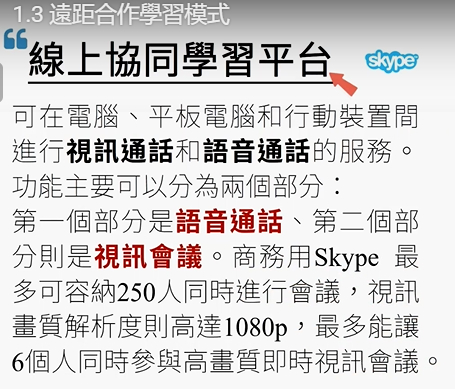 1.3 遠距合作學習模式
“線上協同學習平台
skype
可在電腦、平板電腦和行動裝置間
進行視訊通話和語音通話的服務。
功能主要可以分為兩個部分：
第一個部分是語音通話、第二個部
分則是視訊會議。商務用Skype 最
多可容納250人同時進行會議，視訊
畫質解析度則高達1080p，最多能讓
6個人同時參與高畫質即時視訊會議。